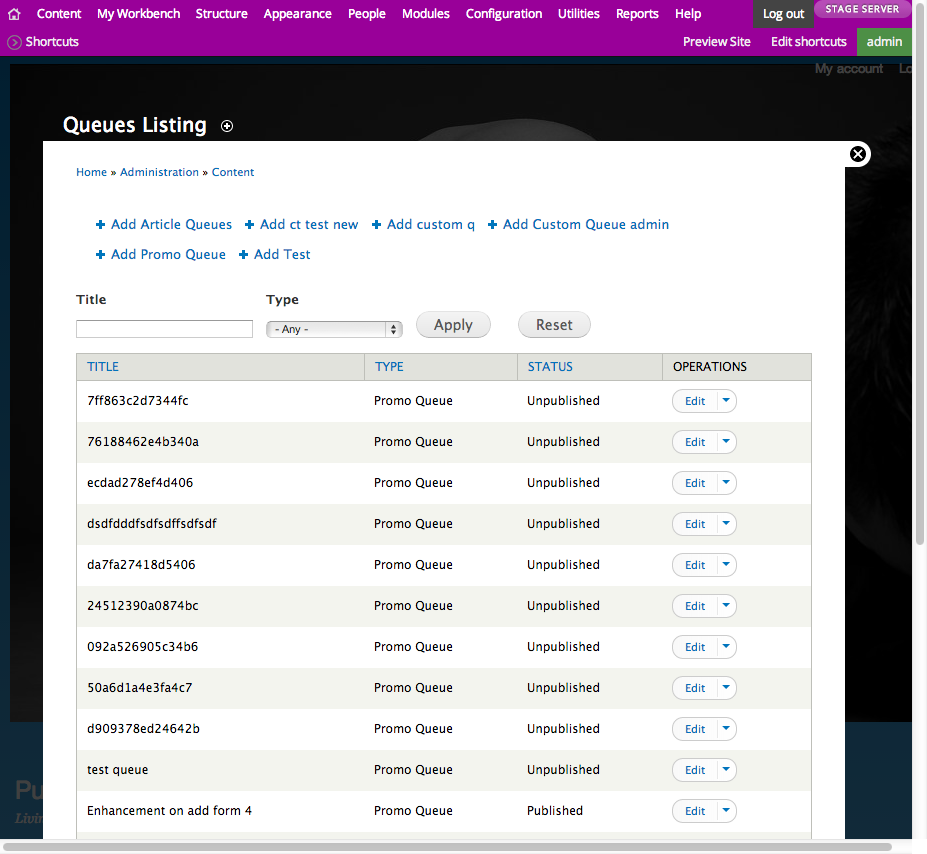 Content My Workbench Structure Appearance People Modules Configuration Utilities Reports Help Log out STAGE SERVER
Shortcuts Preview Site Edit shortcuts admin
My account
Queues Listing
Home » Administration » Content
Add Article Queues Add ct test new Add custom q Add Custom Queue admin
Add Promo Queue Add Test
Title Type
- Any - Apply Reset
TITLE TYPE STATUS OPERATIONS
7ff863c2d7344fc Promo Queue Unpublished Edit
76188462e4b340a Promo Queue Unpublished Edit
ecdad278ef4d406 Promo Queue Unpublished Edit
dsdfdddfsdfsdffsdfsdf Promo Queue Unpublished Edit
da7fa27418d5406 Promo Queue Unpublished Edit
24512390a0874bc Promo Queue Unpublished Edit
092a526905c34b6 Promo Queue Unpublished Edit
50a6d1a4e3fa4c7 Promo Queue Unpublished Edit
d909378ed24642b Promo Queue Unpublished Edit
test queue Promo Queue Unpublished Edit
Enhancement on add form 4 Promo Queue Published Edit